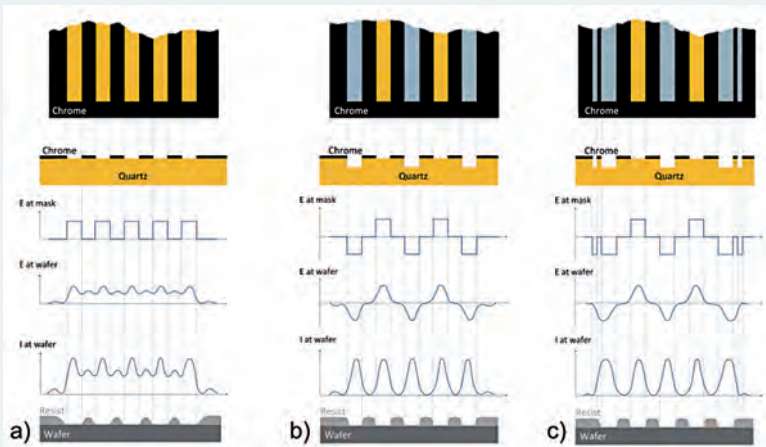 Chrome
Chrome
Quartz
E at mask
E at wafer
I at wafer
Resist
a)
Wafer
Chrome
Chrome
Quartz
E at mask
E at wafer
I at wafer
Resist
b)
Wafer
Chrome
Chrome
Quartz
E at mask
E at wafer
I at wafer
Resist
c)
Wafer